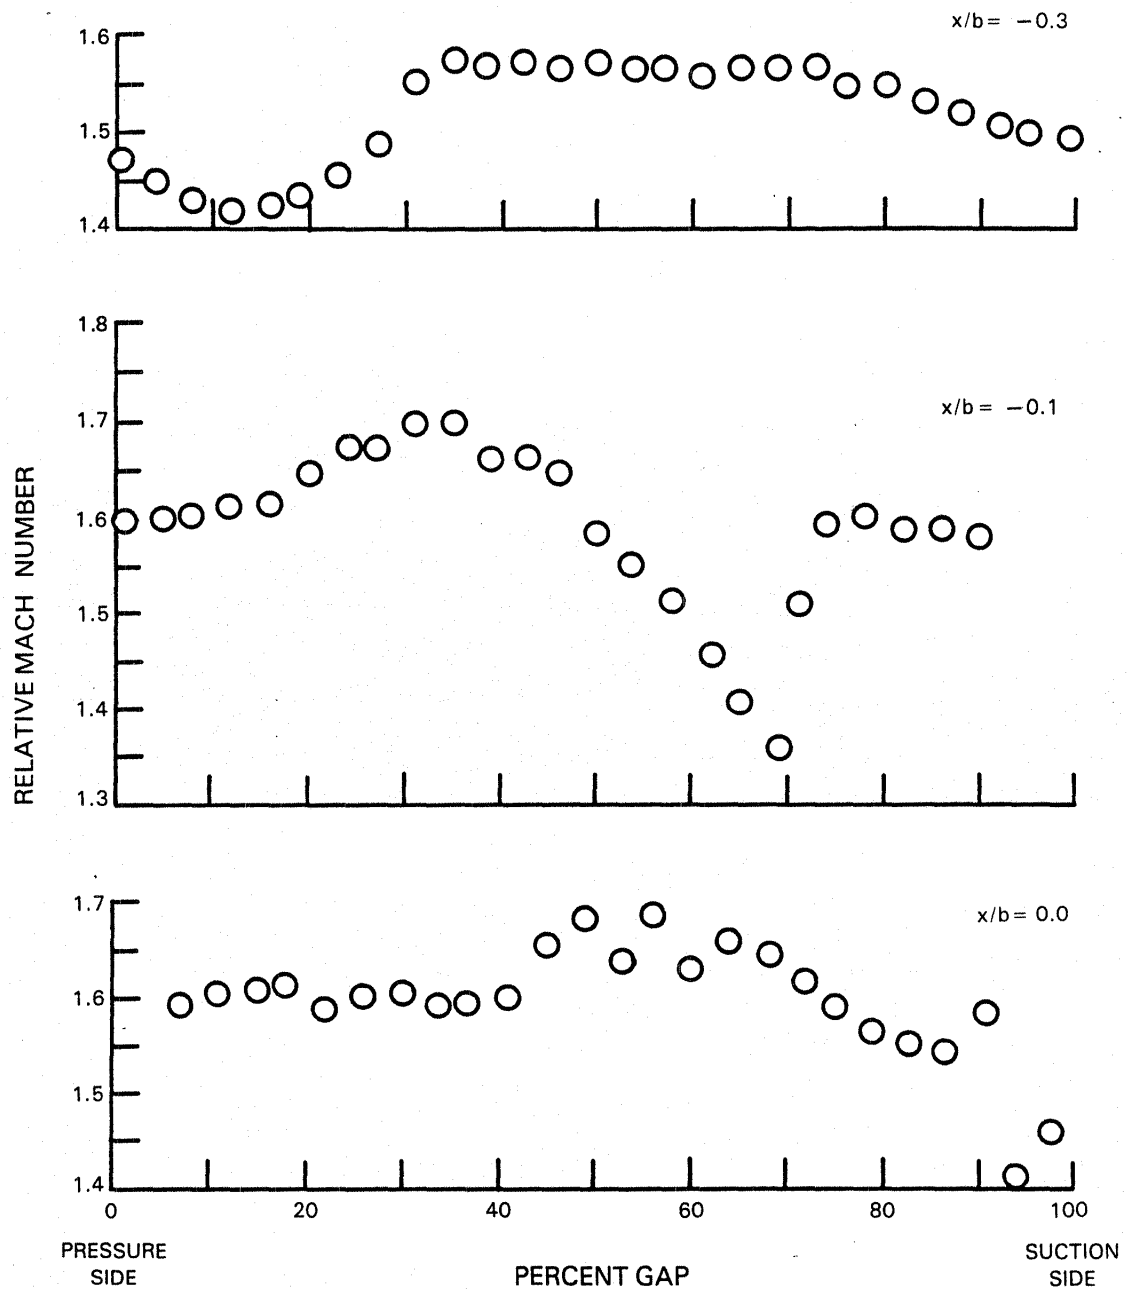 x/b = −0.3
1.6
1.5
1.4
1.8
x/b = −0.1
1.7
1.6
1.5
1.4
1.3
RELATIVE MACH NUMBER
1.7
x/b = 0.0
1.6
1.5
1.4
0 20 40 60 80 100
PRESSURE SIDE
PERCENT GAP
SUCTION SIDE